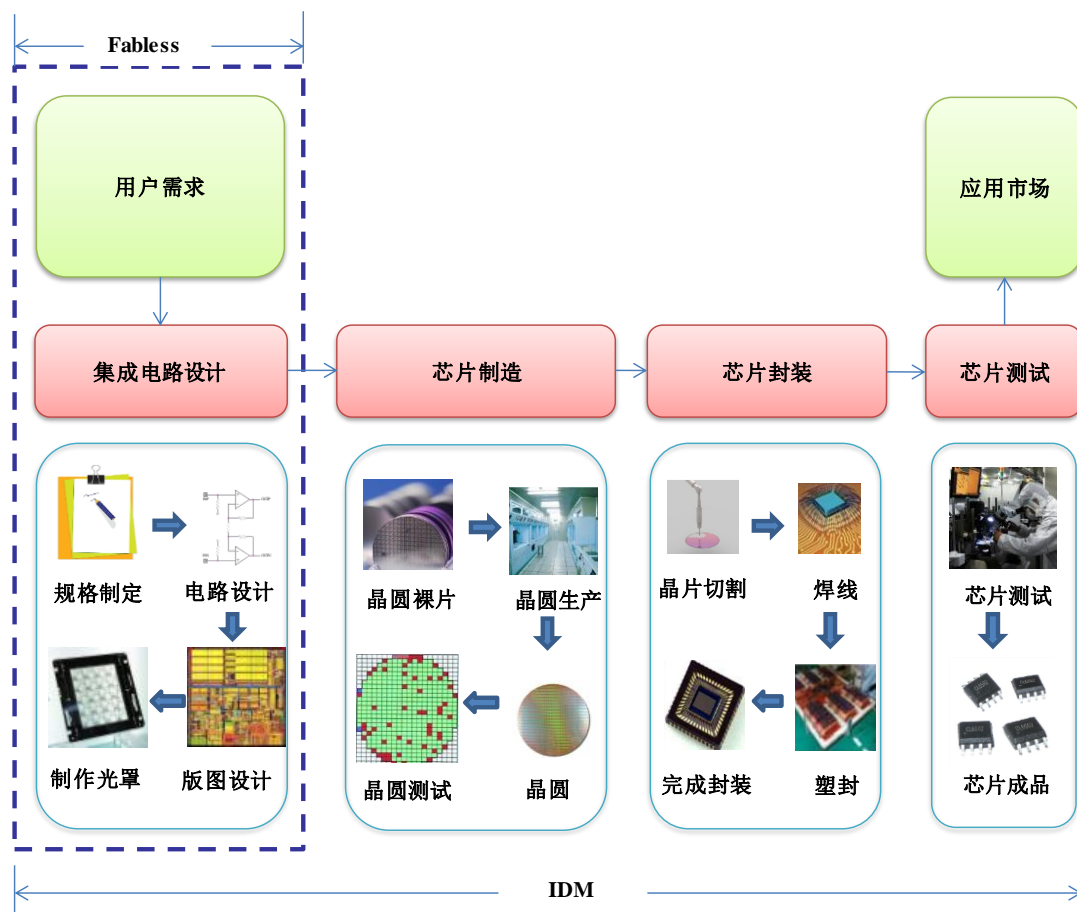 Fabless
用户需求
应用市场
集成电路设计
芯片制造
芯片封装
芯片测试
规格制定
电路设计
制作光罩
版图设计
晶圆裸片
晶圆生产
晶圆测试
晶圆
晶片切割
焊线
完成封装
塑封
芯片测试
芯片成品
IDM